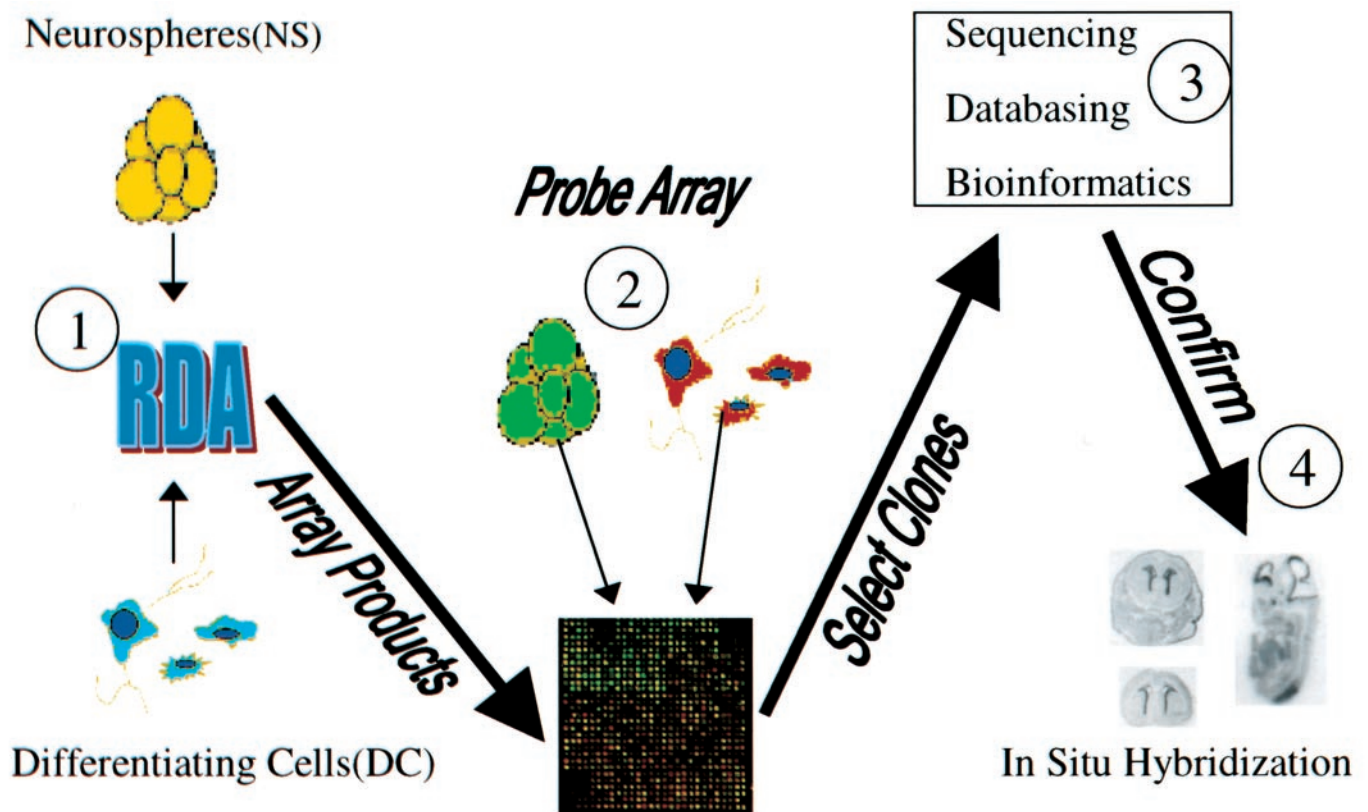 Neurospheres(NS)
1
RDA
Differentiating Cells(DC)
Array Products
Probe Array
2
Select Clones
Sequencing
Databasing
Bioinformatics
3
Confirm
4
In Situ Hybridization